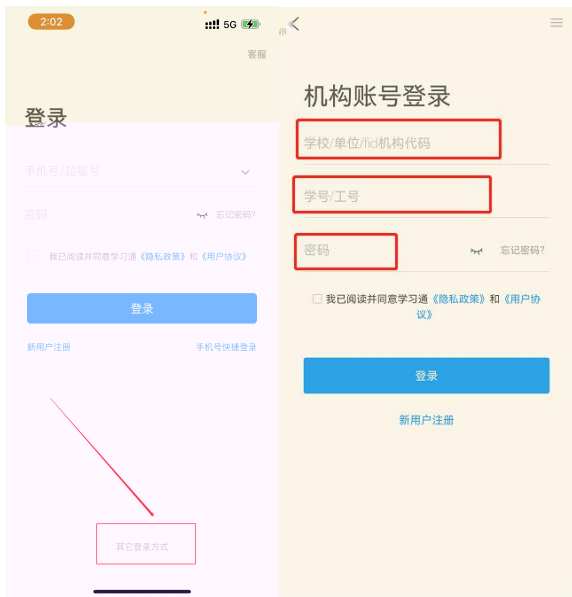 2:02
5G
客服
登录
手机号/超星号
密码
忘记密码?
我已阅读并同意学习通《隐私政策》和《用户协议》
登录
新用户注册
手机号快捷登录
其它登录方式
机构账号登录
学校/单位/fid机构代码
学号/工号
密码
忘记密码?
我已阅读并同意学习通《隐私政策》和《用户协
议》
登录
新用户注册